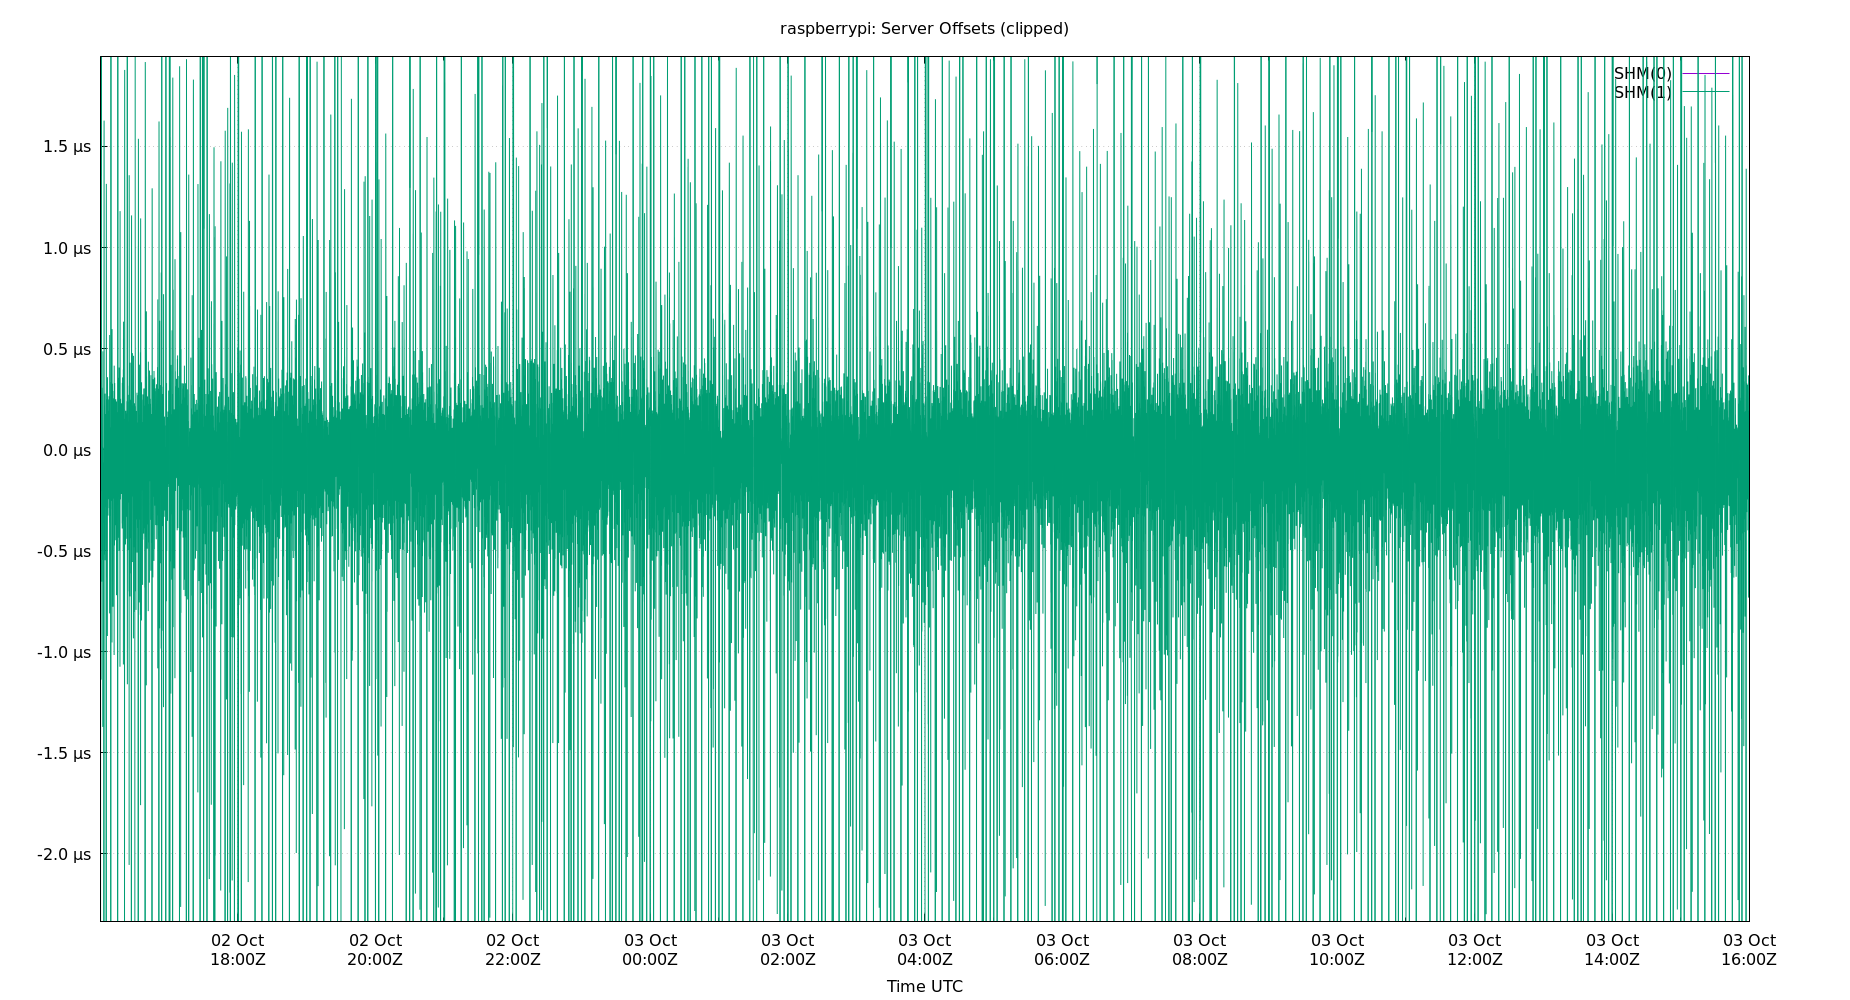 raspberrypi: Server Offsets (clipped)
SHM(0)
SHM(1)
1.5 µs
1.0 µs
0.5 µs
0.0 µs
-0.5 µs
-1.0 µs
-1.5 µs
-2.0 µs
02 Oct 02 Oct 02 Oct 03 Oct 03 Oct 03 Oct 03 Oct 03 Oct 03 Oct 03 Oct 03 Oct 03 Oct
18:00Z 20:00Z 22:00Z 00:00Z 02:00Z 04:00Z 06:00Z 08:00Z 10:00Z 12:00Z 14:00Z 16:00Z
Time UTC